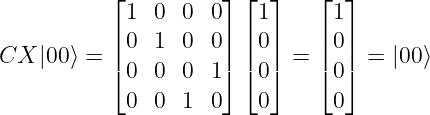 CX|00⟩ = [1 0 0 0; 0 1 0 0; 0 0 0 1; 0 0 1 0] [1; 0; 0; 0] = [1; 0; 0; 0] = |00⟩